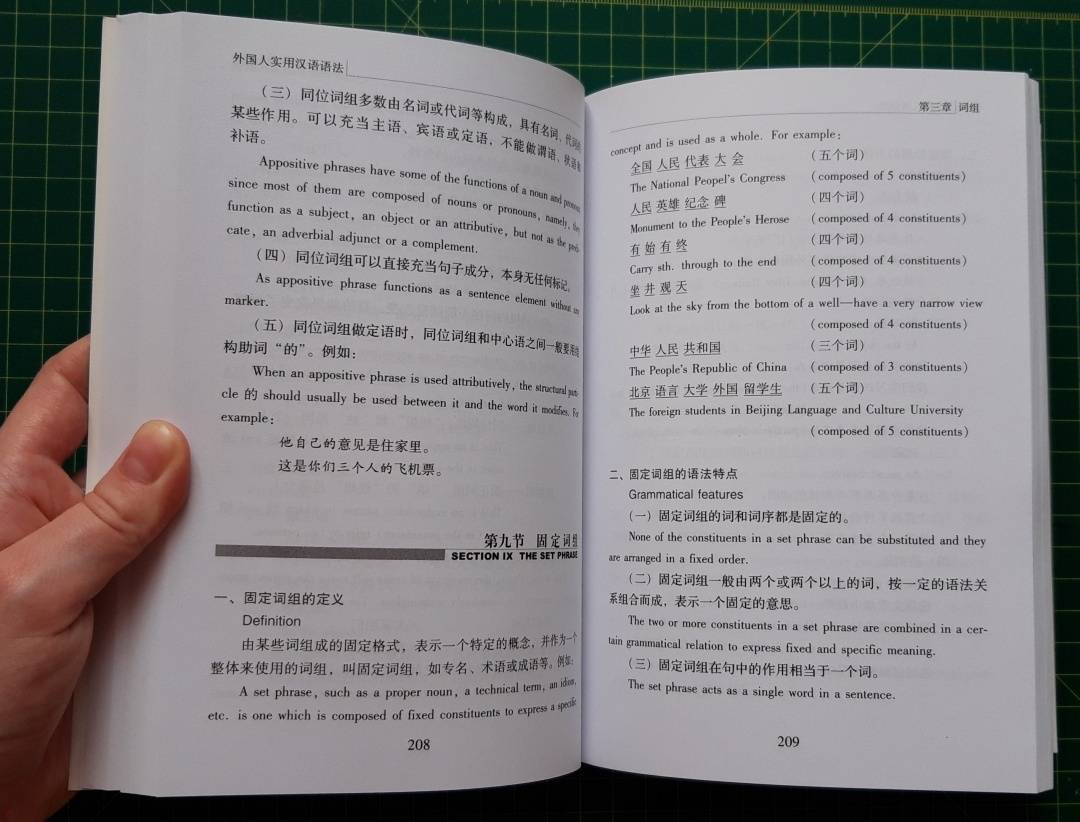 外国人实用汉语语法
（三）同位词组多数由名词或代词等构成，具有名词、代词的
某些作用。可以充当主语、宾语或定语，不能做谓语、状语和
补语。
Appositive phrases have some of the functions of a noun and pronoun
since most of them are composed of nouns or pronouns, namely, they
function as a subject, an object or an attributive, but not as the predi-
cate, an adverbial adjunct or a complement.
（四）同位词组可以直接充当句子成分，本身无任何标记。
As appositive phrase functions as a sentence element without any
marker.
（五）同位词组做定语时，同位词组和中心语之间一般要用结
构助词“的”。例如：
When an appositive phrase is used attributively, the structural parti-
cle 的 should usually be used between it and the word it modifies. For
example：
他自己的意见是住家里。
这是你们三个人的飞机票。
第九节 固定词组
SECTION IX THE SET PHRASE
一、固定词组的定义
Definition
由某些词组成的固定格式，表示一个特定的概念，并作为一个
整体来使用的词组，叫固定词组，如专名、术语或成语等。例如：
A set phrase, such as a proper noun, a technical term, an idiom,
etc. is one which is composed of fixed constituents to express a specific
208
第三章 词组
concept and is used as a whole. For example：
全国 人民 代表 大 会 （五个词）
The National Peopel's Congress (composed of 5 constituents)
人民 英雄 纪念 碑 （四个词）
Monument to the People's Herose (composed of 4 constituents)
有 始 有 终 （四个词）
Carry sth. through to the end (composed of 4 constituents)
坐 井 观 天 （四个词）
Look at the sky from the bottom of a well—have a very narrow view
(composed of 4 constituents)
中华 人民 共和国 （三个词）
The People's Republic of China (composed of 3 constituents)
北京 语言 大学 外国 留学生 （五个词）
The foreign students in Beijing Language and Culture University
(composed of 5 constituents)
二、固定词组的语法特点
Grammatical features
（一）固定词组的词和词序都是固定的。
None of the constituents in a set phrase can be substituted and they
are arranged in a fixed order.
（二）固定词组一般由两个或两个以上的词，按一定的语法关
系组合而成，表示一个固定的意思。
The two or more constituents in a set phrase are combined in a cer-
tain grammatical relation to express fixed and specific meaning.
（三）固定词组在句中的作用相当于一个词。
The set phrase acts as a single word in a sentence.
209